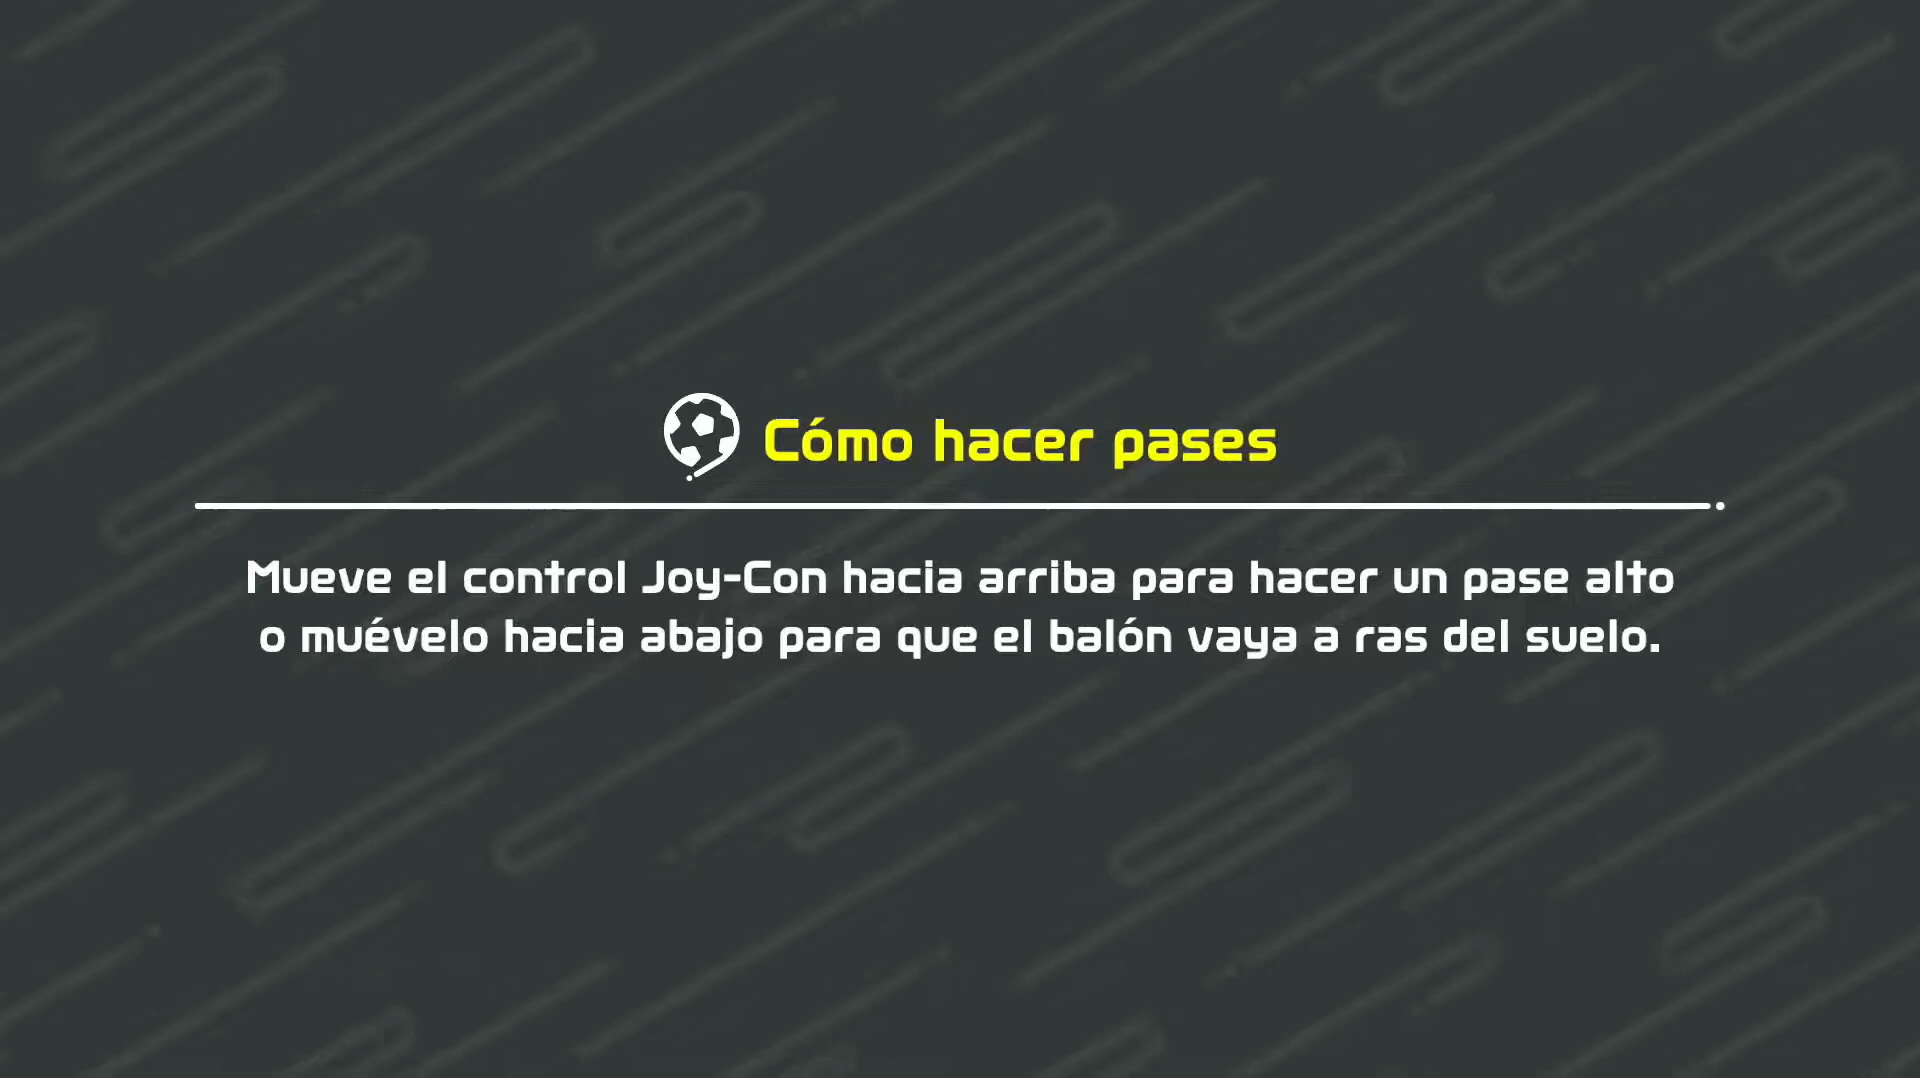 Cómo hacer pases
Mueve el control Joy-Con hacia arriba para hacer un pase alto
o muévelo hacia abajo para que el balón vaya a ras del suelo.